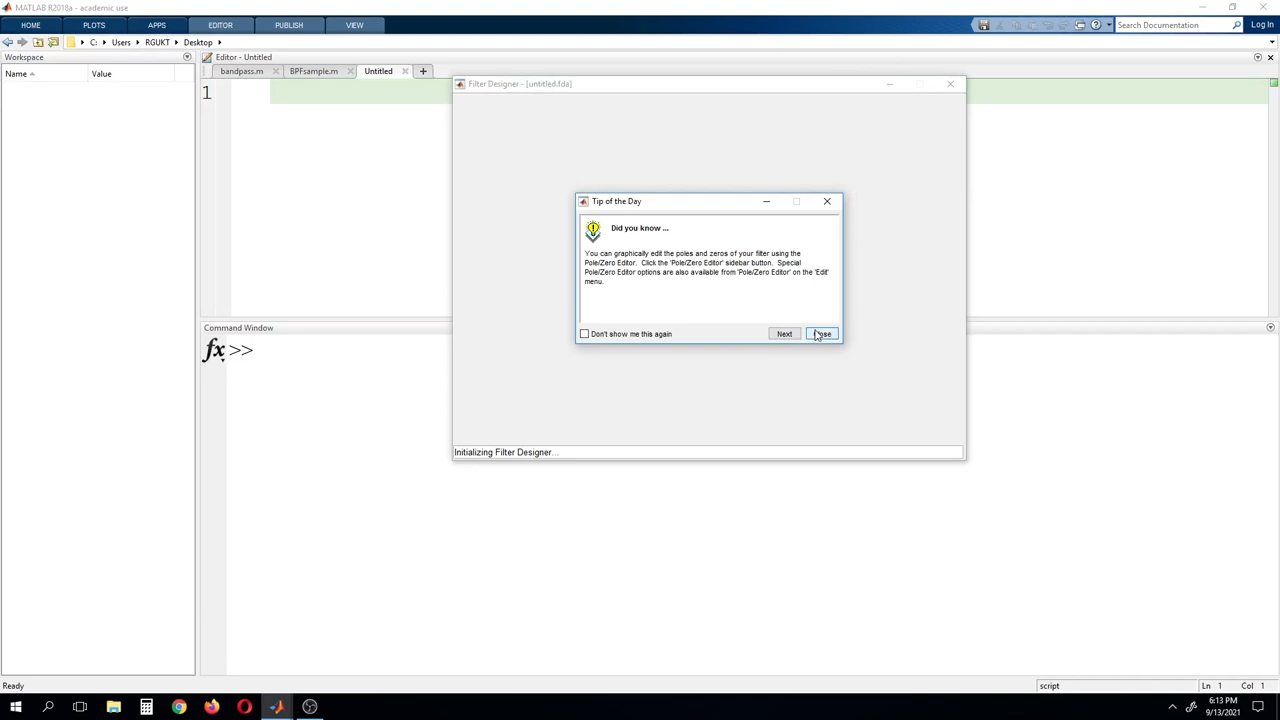 MATLAB R2018a - academic use
HOME PLOTS APPS EDITOR PUBLISH VIEW Search Documentation Log In
C: Users RGUKT Desktop
Workspace
Name Value
Editor - Untitled
bandpass.m BPFsample.m Untitled
1
Filter Designer - [untitled.fda]
Tip of the Day
Did you know ...
You can graphically edit the poles and zeros of your filter using the
Pole/Zero Editor. Click the 'Pole/Zero Editor' sidebar button. Special
Pole/Zero Editor options are also available from 'Pole/Zero Editor' on the 'Edit'
menu.
Don't show me this again Next
Initializing Filter Designer...
Command Window
fx >>
Ready script Ln 1 Col 1
6:13 PM
9/13/2021